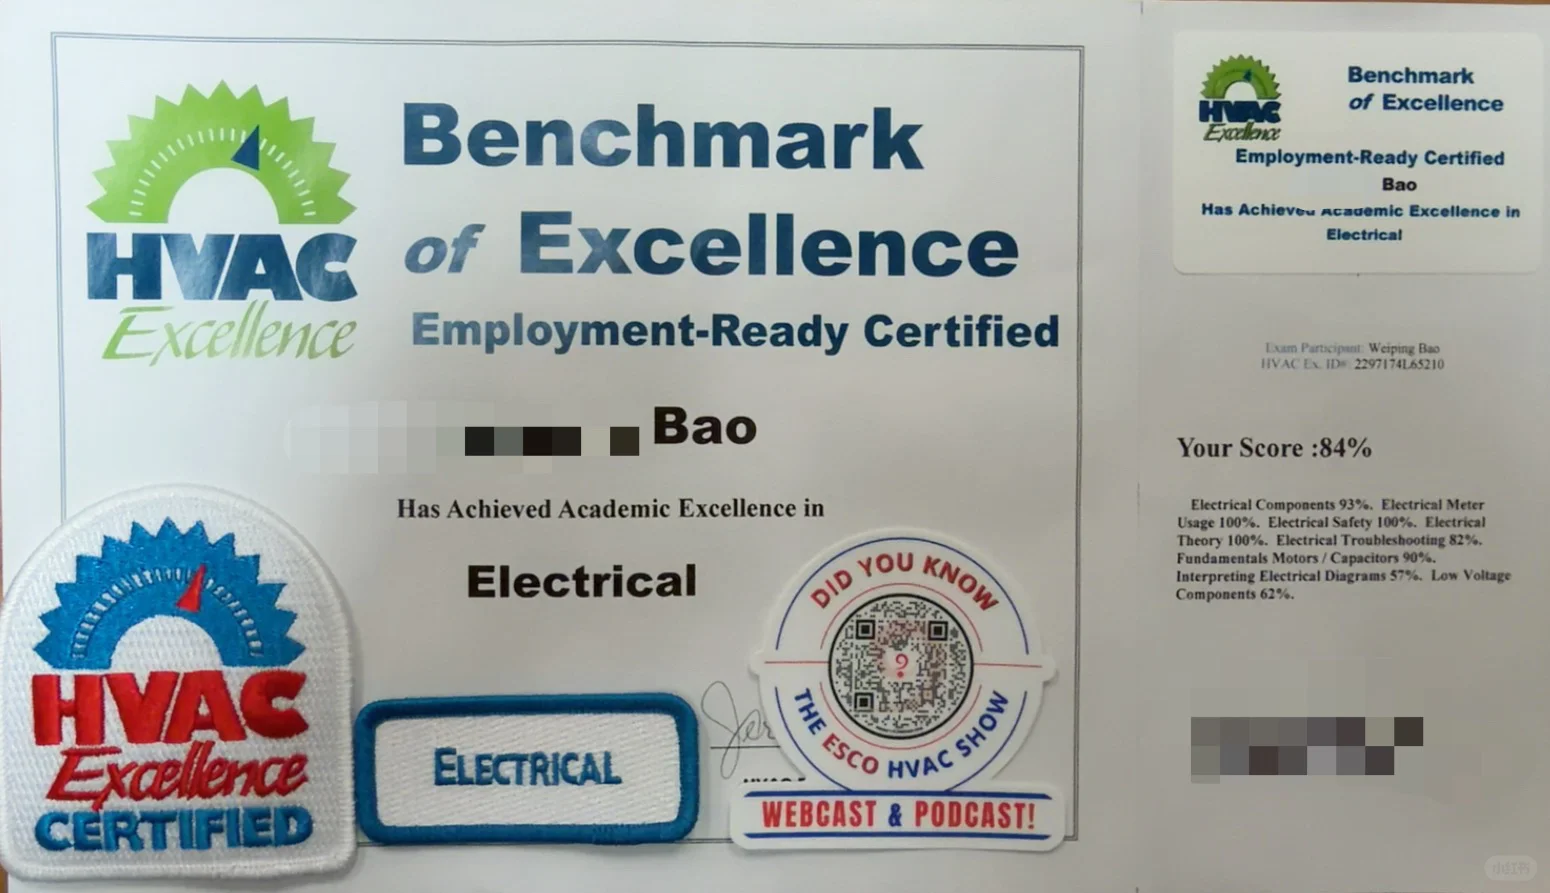 HVAC
Excellence
Benchmark
of Excellence
Employment-Ready Certified
Bao
Has Achieved Academic Excellence in
Electrical
HVAC
Excellence
CERTIFIED
ELECTRICAL
DID YOU KNOW
?
THE ESCO HVAC SHOW
WEBCAST & PODCAST!
HVAC
Excellence
Benchmark
of Excellence
Employment-Ready Certified
Bao
Has Achieved Academic Excellence in
Electrical
Exam Participant: Weiping Bao
HVAC Ex. ID#: 2297174L65210
Your Score :84%
Electrical Components 93%. Electrical Meter
Usage 100%. Electrical Safety 100%. Electrical
Theory 100%. Electrical Troubleshooting 82%.
Fundamentals Motors / Capacitors 90%.
Interpreting Electrical Diagrams 57%. Low Voltage
Components 62%.
小红书